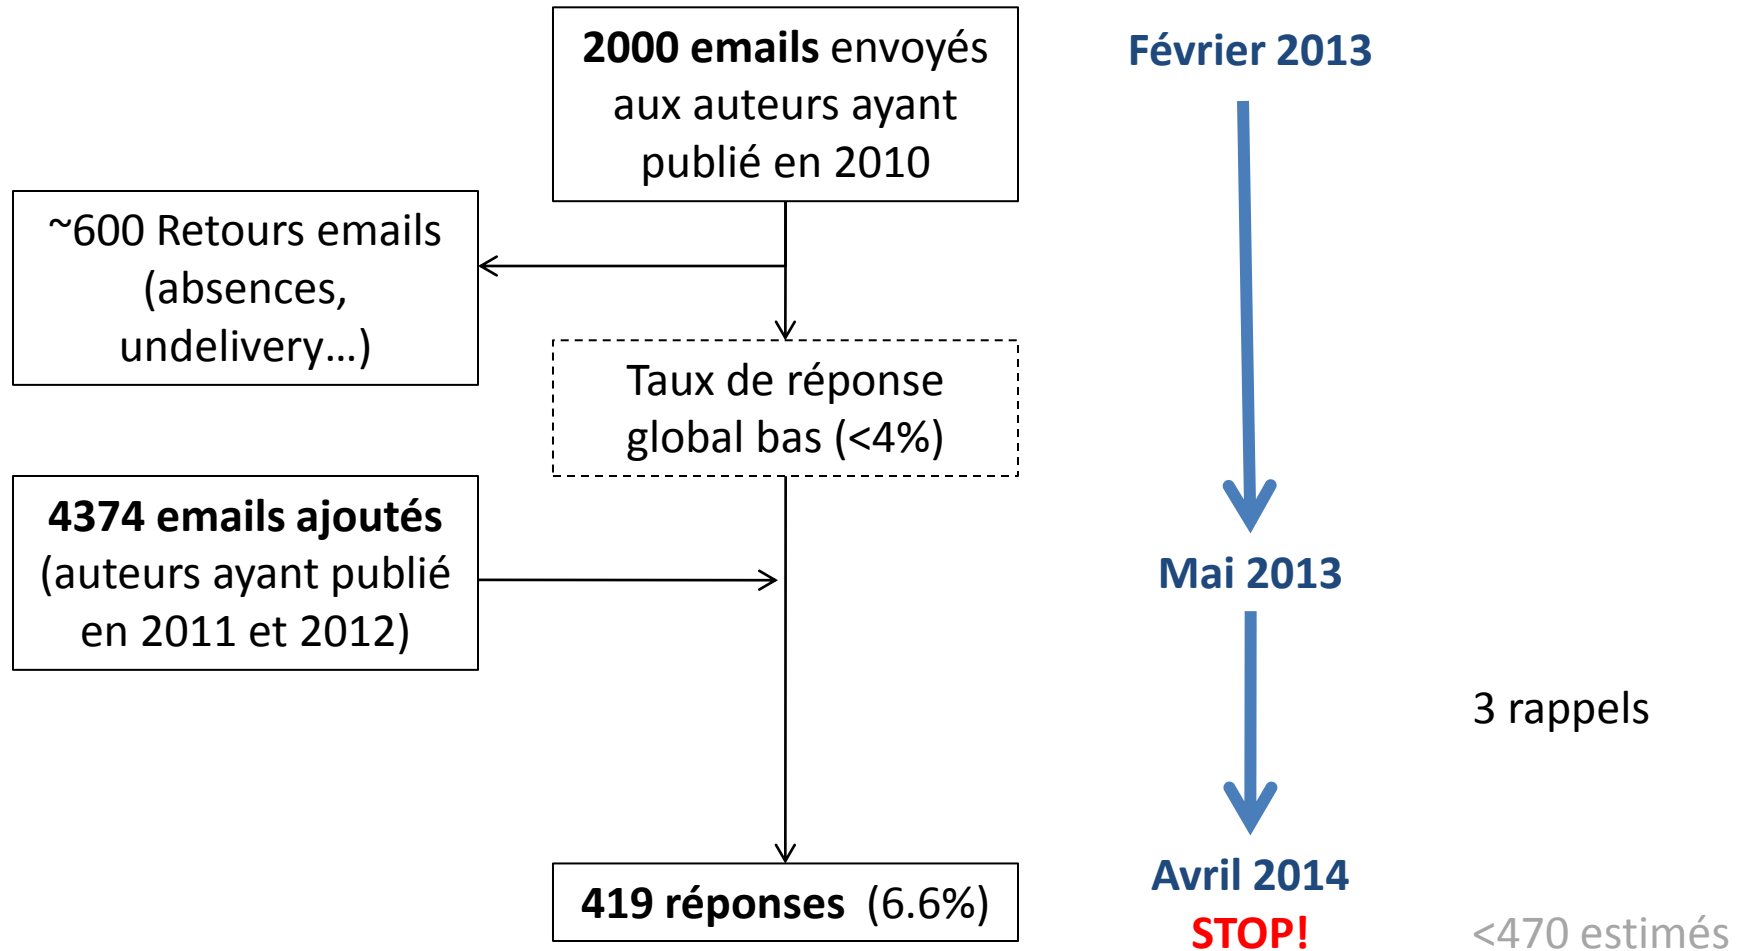 2000 emails envoyés
aux auteurs ayant
publié en 2010
Février 2013
~600 Retours emails
(absences,
undelivery…)
Taux de réponse
global bas (<4%)
4374 emails ajoutés
(auteurs ayant publié
en 2011 et 2012)
Mai 2013
3 rappels
419 réponses (6.6%)
Avril 2014
STOP!
<470 estimés